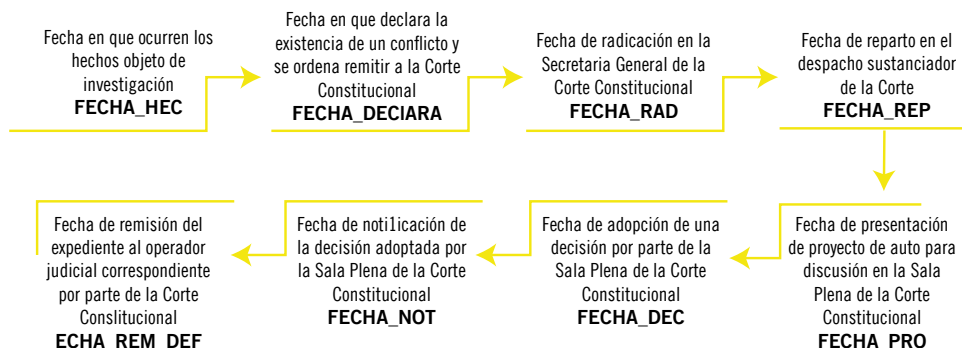 Fecha en que ocurren los
hechos objeto de
investigación
FECHA_HEC
Fecha en que declara la
existencia de un conflicto y
se ordena remitir a la Corte
Constitucional
FECHA_DECIARA
Fecha de radicación en la
Secretaria General de la
Corte Constitucional
FECHA_RAD
Fecha de reparto en el
despacho sustanciador
de la Corte
FECHA_REP
Fecha de presentación
de proyecto de auto para
discusión en la Sala
Plena de la Corte
Constitucional
FECHA_PRO
Fecha de adopción de una
decisión por parte de la
Sala Plena de la Corte
Constitucional
FECHA_DEC
Fecha de noti1icación de
la decisión adoptada por
la Sala Plena de la Corte
Constitucional
FECHA_NOT
Fecha de remisión del
expediente al operador
judicial correspondiente
por parte de la Corte
Conslitucional
ECHA_REM_DEF